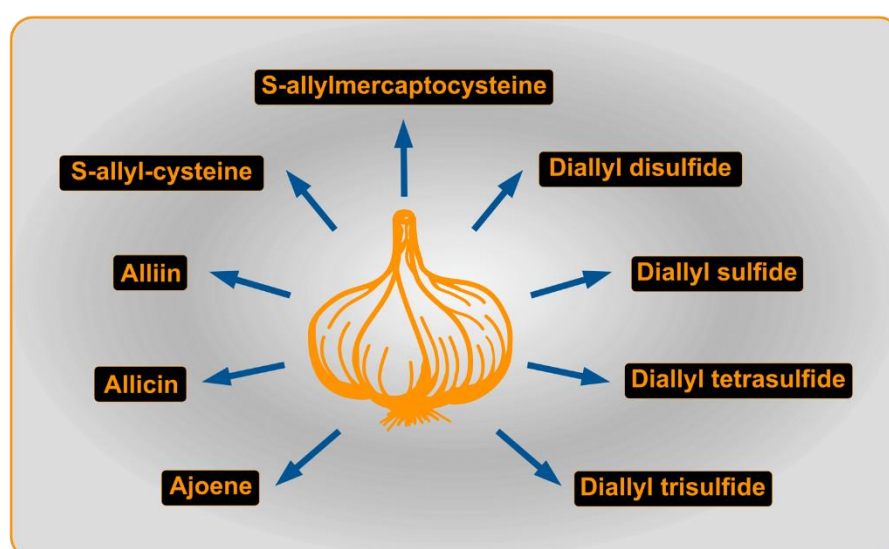 S-allylmercaptocysteine
S-allyl-cysteine
Diallyl disulfide
Alliin
Diallyl sulfide
Allicin
Diallyl tetrasulfide
Ajoene
Diallyl trisulfide